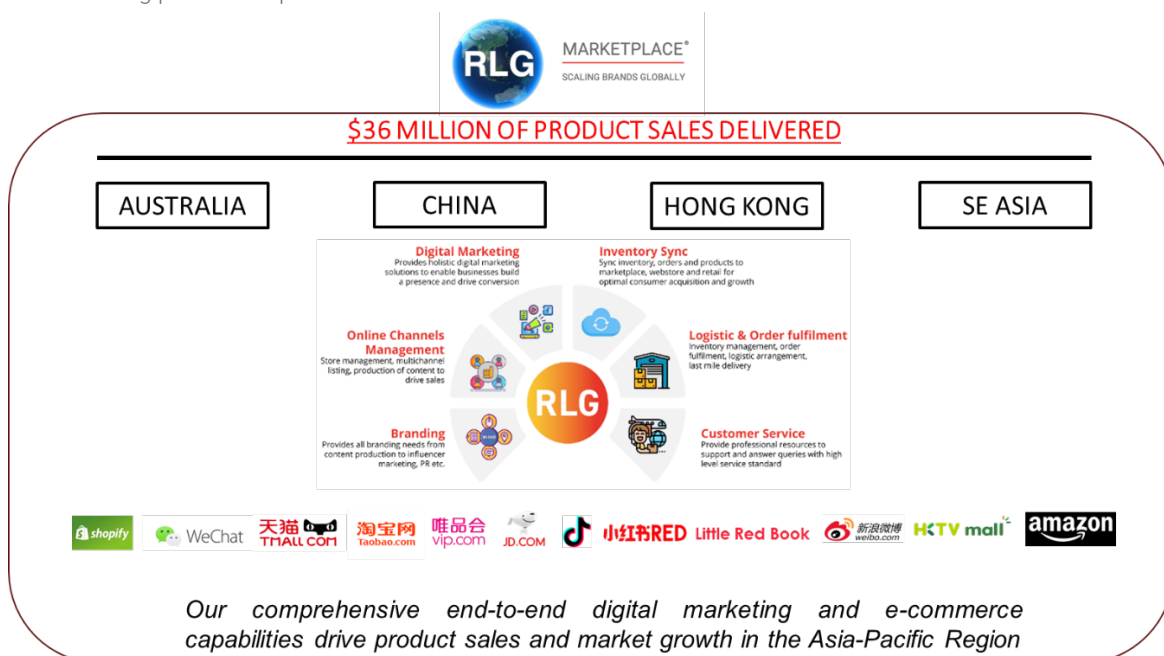 RLG
MARKETPLACE®
SCALING BRANDS GLOBALLY
$36 MILLION OF PRODUCT SALES DELIVERED
AUSTRALIA
CHINA
HONG KONG
SE ASIA
Digital Marketing
Provides holistic digital marketing
solutions to enable businesses build
a presence and drive conversion
Inventory Sync
Sync inventory, orders and products to
marketplace, webstore and retail for
optimal consumer acquisition and growth
Online Channels
Management
Store management, multichannel
listing, production of content to
drive sales
Logistic & Order fulfilment
Inventory management, order
fulfilment, logistic arrangement,
last mile delivery
RLG
Branding
Provides all branding needs from
content production to influencer
marketing, PR etc.
Customer Service
Provide professional resources to
support and answer queries with high
level service standard
shopify
WeChat
天猫
TMALL.COM
淘宝网
Taobao.com
唯品会
vip.com
JD.COM
小红书RED
Little Red Book
新浪微博
weibo.com
HKTV mall
amazon
Our comprehensive end-to-end digital marketing and e-commerce
capabilities drive product sales and market growth in the Asia-Pacific Region